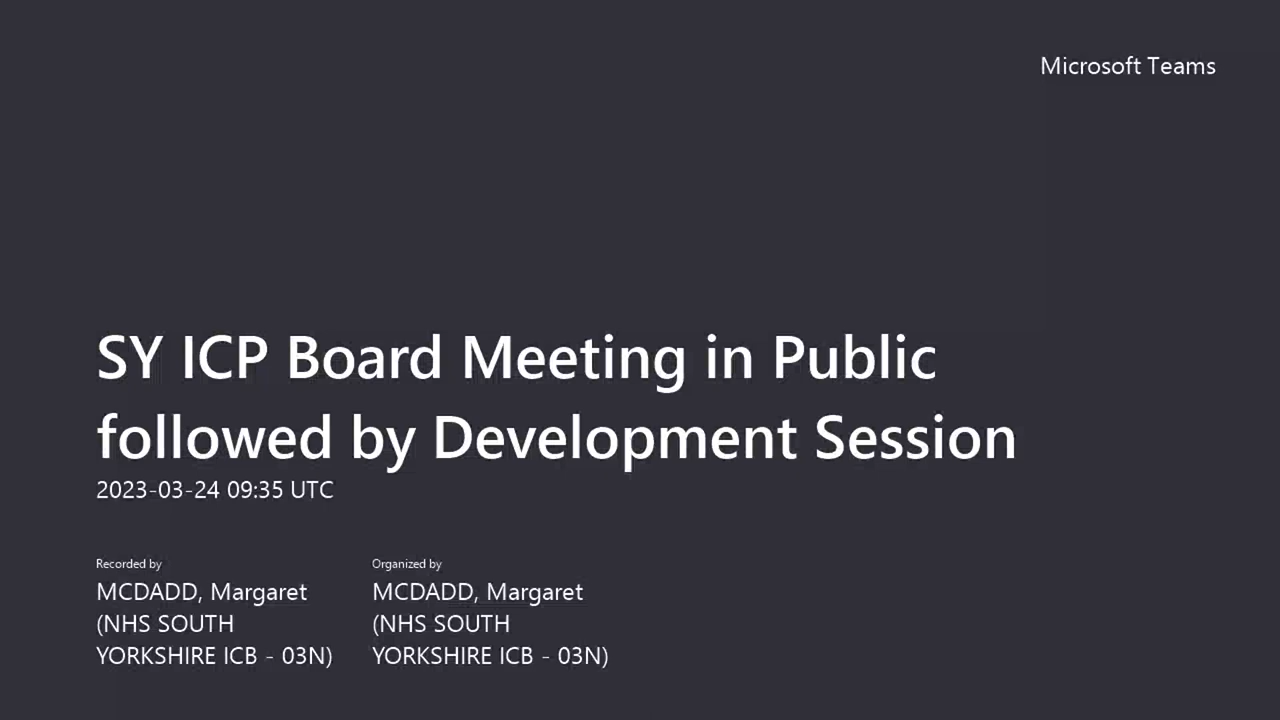 Microsoft Teams
SY ICP Board Meeting in Public
followed by Development Session
2023-03-24 09:35 UTC
Recorded by
MCDADD, Margaret
(NHS SOUTH
YORKSHIRE ICB - 03N)
Organized by
MCDADD, Margaret
(NHS SOUTH
YORKSHIRE ICB - 03N)